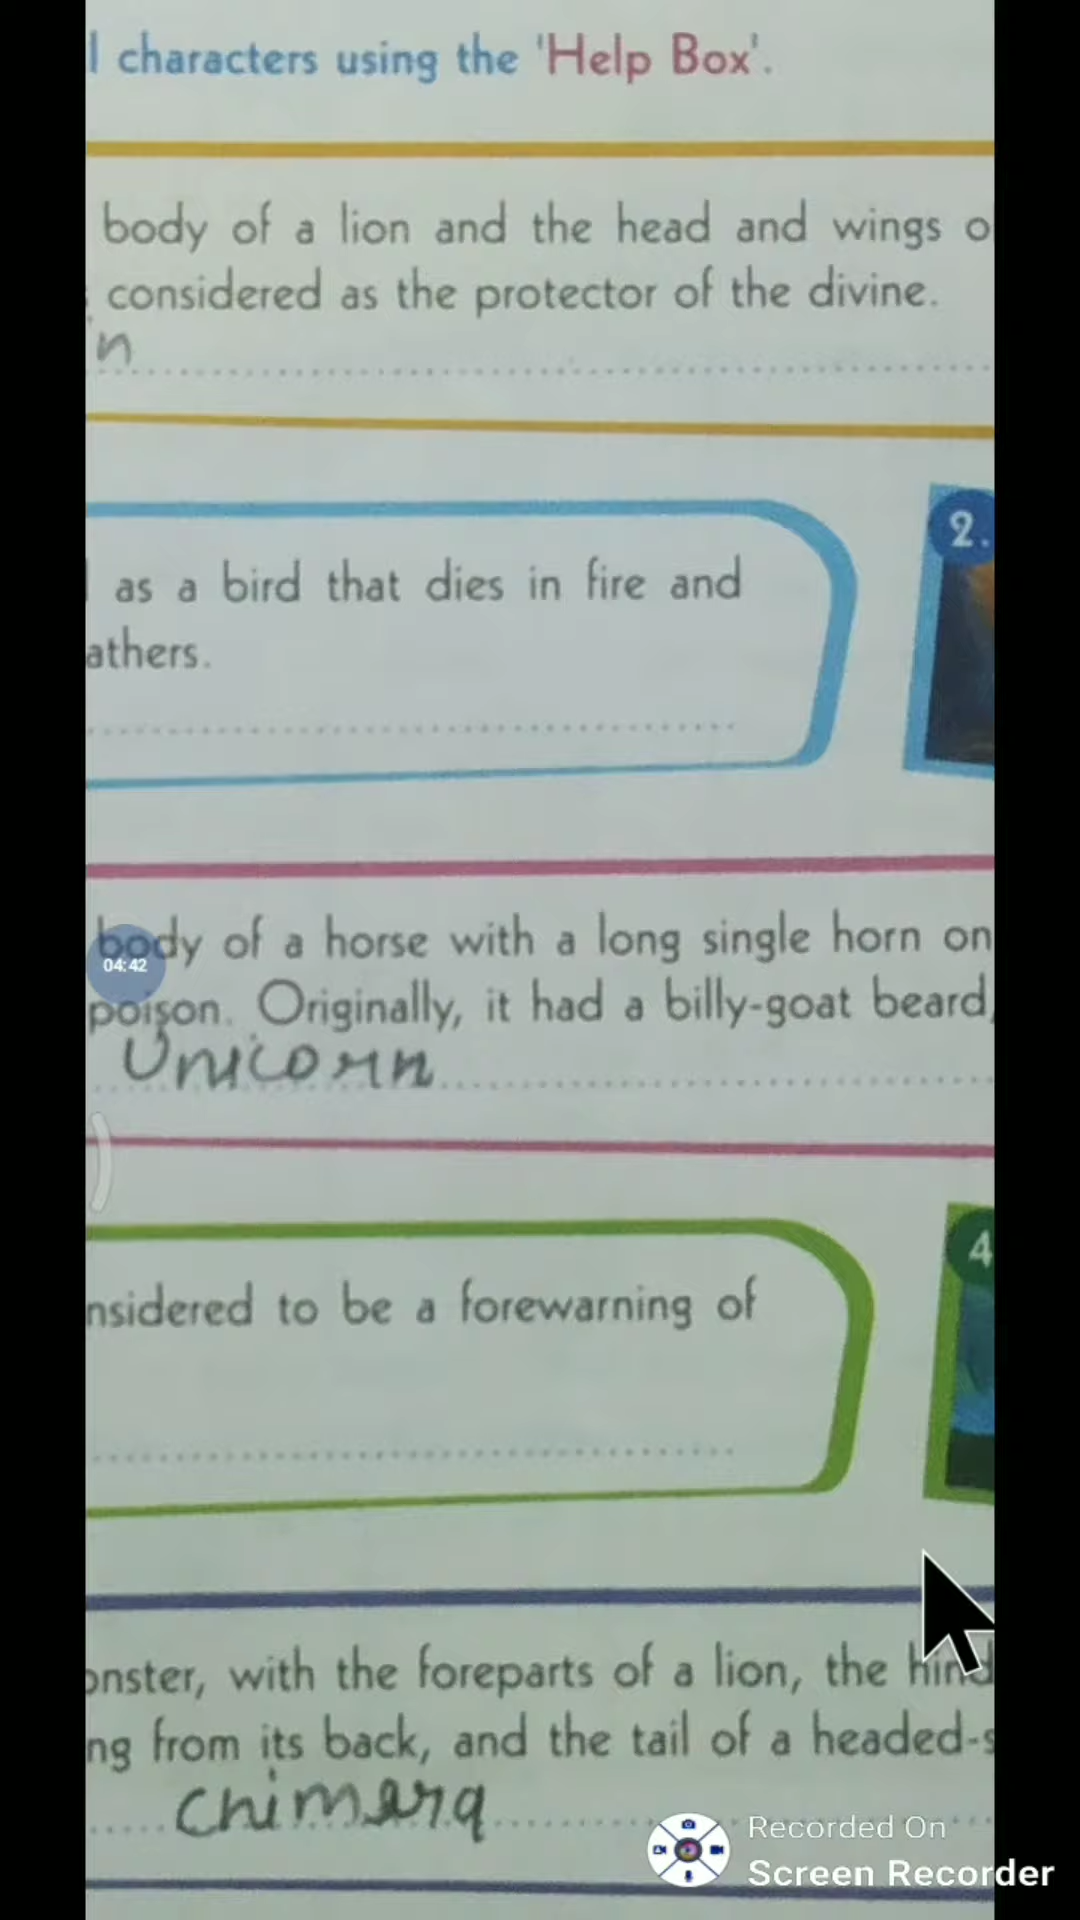 characters using the 'Help Box'.
body of a lion and the head and wings
considered as the protector of the divine.
n
2.
as a bird that dies in fire and
athers.
body of a horse with a long single horn on
04:42
poison. Originally, it had a billy-goat beard,
Unicorn
4
nsidered to be a forewarning of
onster, with the foreparts of a lion, the hind
ng from its back, and the tail of a headed-s
Chimera
Recorded On
Screen Recorder